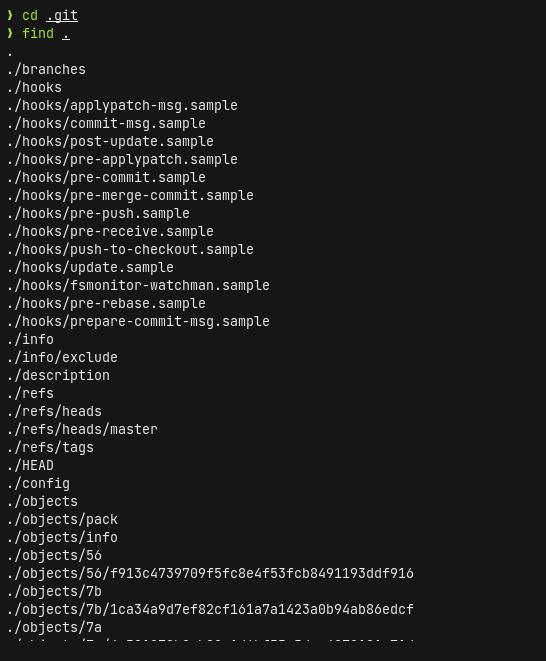 ❱ cd .git
❱ find .
.
./branches
./hooks
./hooks/applypatch-msg.sample
./hooks/commit-msg.sample
./hooks/post-update.sample
./hooks/pre-applypatch.sample
./hooks/pre-commit.sample
./hooks/pre-merge-commit.sample
./hooks/pre-push.sample
./hooks/pre-receive.sample
./hooks/push-to-checkout.sample
./hooks/update.sample
./hooks/fsmonitor-watchman.sample
./hooks/pre-rebase.sample
./hooks/prepare-commit-msg.sample
./info
./info/exclude
./description
./refs
./refs/heads
./refs/heads/master
./refs/tags
./HEAD
./config
./objects
./objects/pack
./objects/info
./objects/56
./objects/56/f913c4739709f5fc8e4f53fcb8491193ddf916
./objects/7b
./objects/7b/1ca34a9d7ef82cf161a7a1423a0b94ab86edcf
./objects/7a